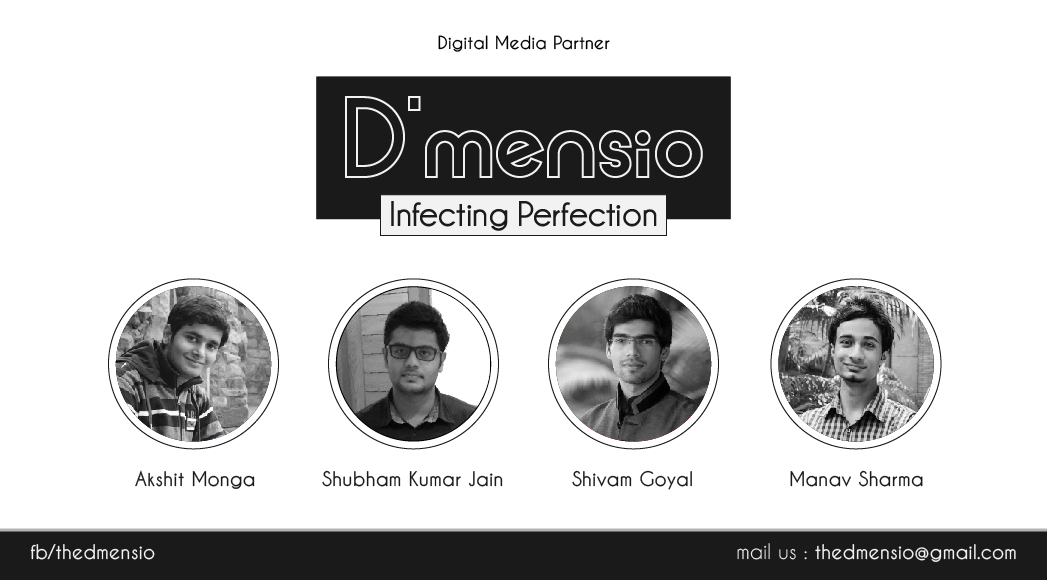 Digital Media Partner
D'mensio
Infecting Perfection
Akshit Monga
Shubham Kumar Jain
Shivam Goyal
Manav Sharma
fb/thedmensio
mail us : thedmensio@gmail.com